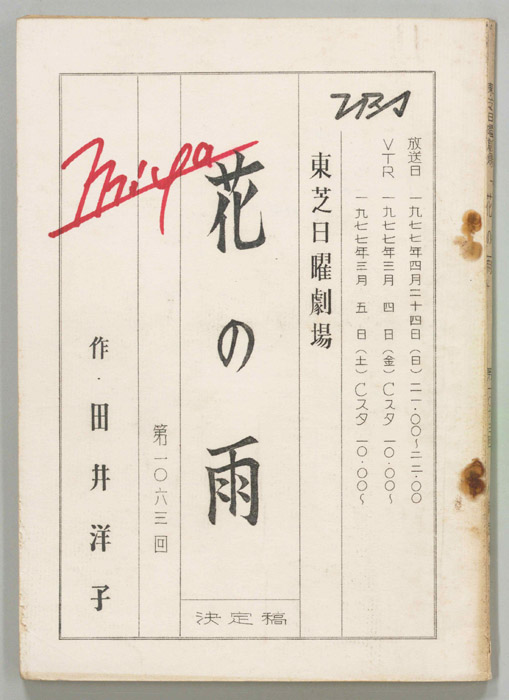 TBS
放送日 一九七七年四月二十四日(日)二一・〇〇〜二二・〇〇
VTR 一九七七年三月 四 日(金)Cスタ 一〇・〇〇〜
一九七七年三月 五 日(土)Cスタ 一〇・〇〇〜
東芝日曜劇場
花の雨
決定稿
第一〇六三回
作・田井洋子
Miya